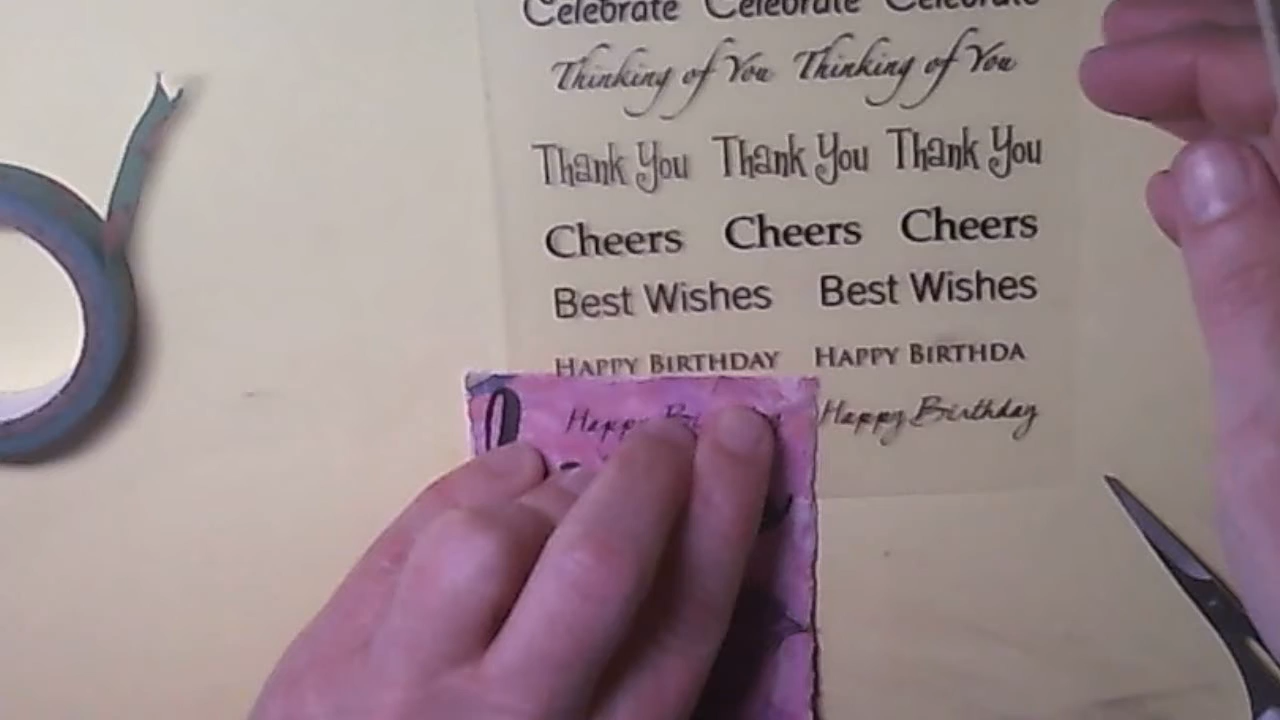 Celebrate Celebrate Celebrate
Thinking of You Thinking of You
Thank You Thank You Thank You
Cheers Cheers Cheers
Best Wishes Best Wishes
HAPPY BIRTHDAY HAPPY BIRTHDA
Happy Happy Birthday